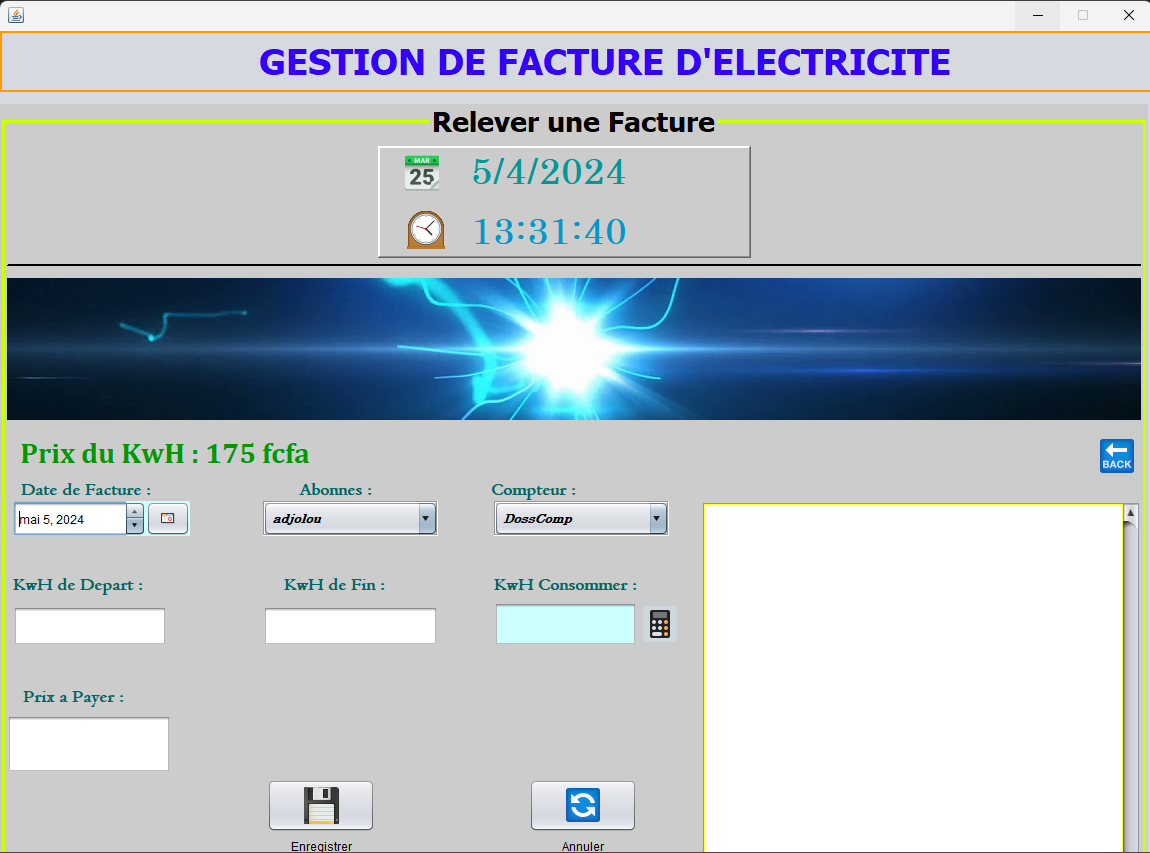 GESTION DE FACTURE D'ELECTRICITE
Relever une Facture
MAR
25
5/4/2024
13:31:40
Prix du KwH : 175 fcfa
BACK
Date de Facture :
Abonnes :
Compteur :
mai 5, 2024
adjolou
DossComp
KwH de Depart :
KwH de Fin :
KwH Consommer :
Prix a Payer :
Enregistrer
Annuler